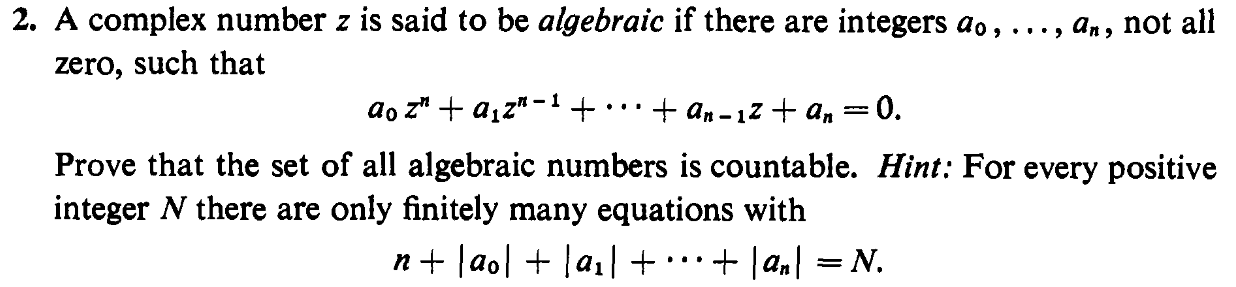 2. A complex number z is said to be algebraic if there are integers a₀, ..., aₙ, not all
zero, such that
a₀zⁿ + a₁zⁿ⁻¹ + ··· + aₙ₋₁z + aₙ = 0.
Prove that the set of all algebraic numbers is countable. Hint: For every positive
integer N there are only finitely many equations with
n + |a₀| + |a₁| + ··· + |aₙ| = N.